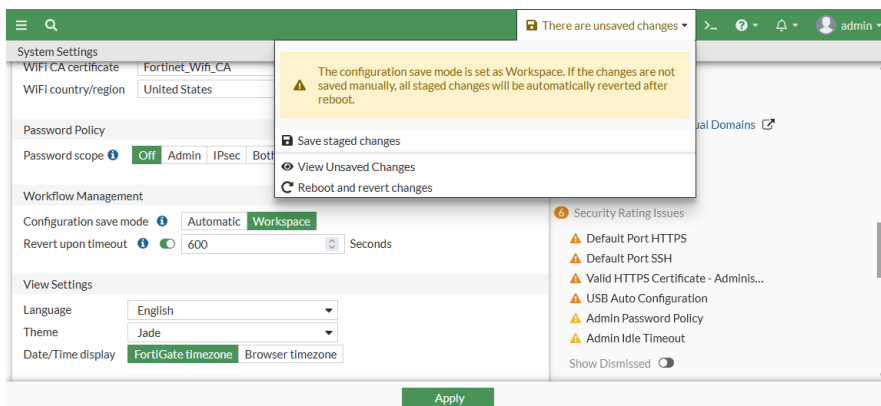 There are unsaved changes
>_
admin
System Settings
WiFi CA certificate Fortinet_Wifi_CA
WiFi country/region United States
The configuration save mode is set as Workspace. If the changes are not
saved manually, all staged changes will be automatically reverted after
reboot.
Save staged changes
View Unsaved Changes
Reboot and revert changes
ual Domains
Password Policy
Password scope Off Admin IPsec Both
Workflow Management
Configuration save mode Automatic Workspace
Revert upon timeout 600 Seconds
View Settings
Language English
Theme Jade
Date/Time display FortiGate timezone Browser timezone
6 Security Rating Issues
Default Port HTTPS
Default Port SSH
Valid HTTPS Certificate - Adminis...
USB Auto Configuration
Admin Password Policy
Admin Idle Timeout
Show Dismissed
Apply